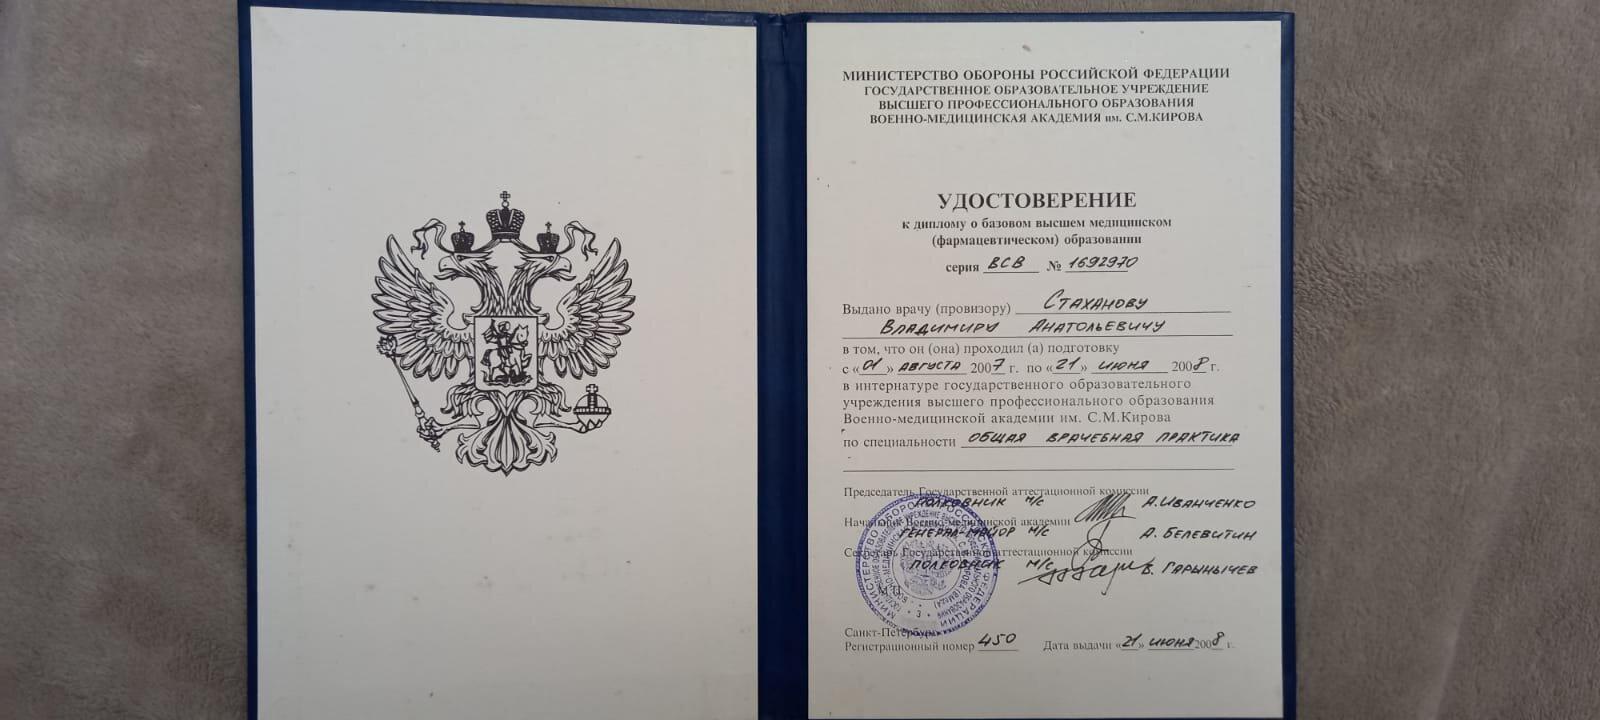 МИНИСТЕРСТВО ОБОРОНЫ РОССИЙСКОЙ ФЕДЕРАЦИИ
ГОСУДАРСТВЕННОЕ ОБРАЗОВАТЕЛЬНОЕ УЧРЕЖДЕНИЕ
ВЫСШЕГО ПРОФЕССИОНАЛЬНОГО ОБРАЗОВАНИЯ
ВОЕННО-МЕДИЦИНСКАЯ АКАДЕМИЯ им. С.М.КИРОВА
УДОСТОВЕРЕНИЕ
к диплому о базовом высшем медицинском
(фармацевтическом) образовании
серия ВСВ № 1692970
Выдано врачу (провизору) Стаханову
Владимиру Анатольевичу
в том, что он (она) проходил (а) подготовку
с «01» августа 2007 г. по «21» июня 2008 г.
в интернатуре государственного образовательного
учреждения высшего профессионального образования
Военно-медицинской академии им. С.М.Кирова
по специальности общая врачебная практика
Председатель Государственной аттестационной комиссии
полковник м/с А.Иванченко
Начальник Военно-медицинской академии
генерал-майор м/с А.Белевитин
Секретарь Государственной аттестационной комиссии
полковник м/с В.Гарынычев
М.П.
Санкт-Петербург
Регистрационный номер 450 Дата выдачи «21» июня 2008 г.